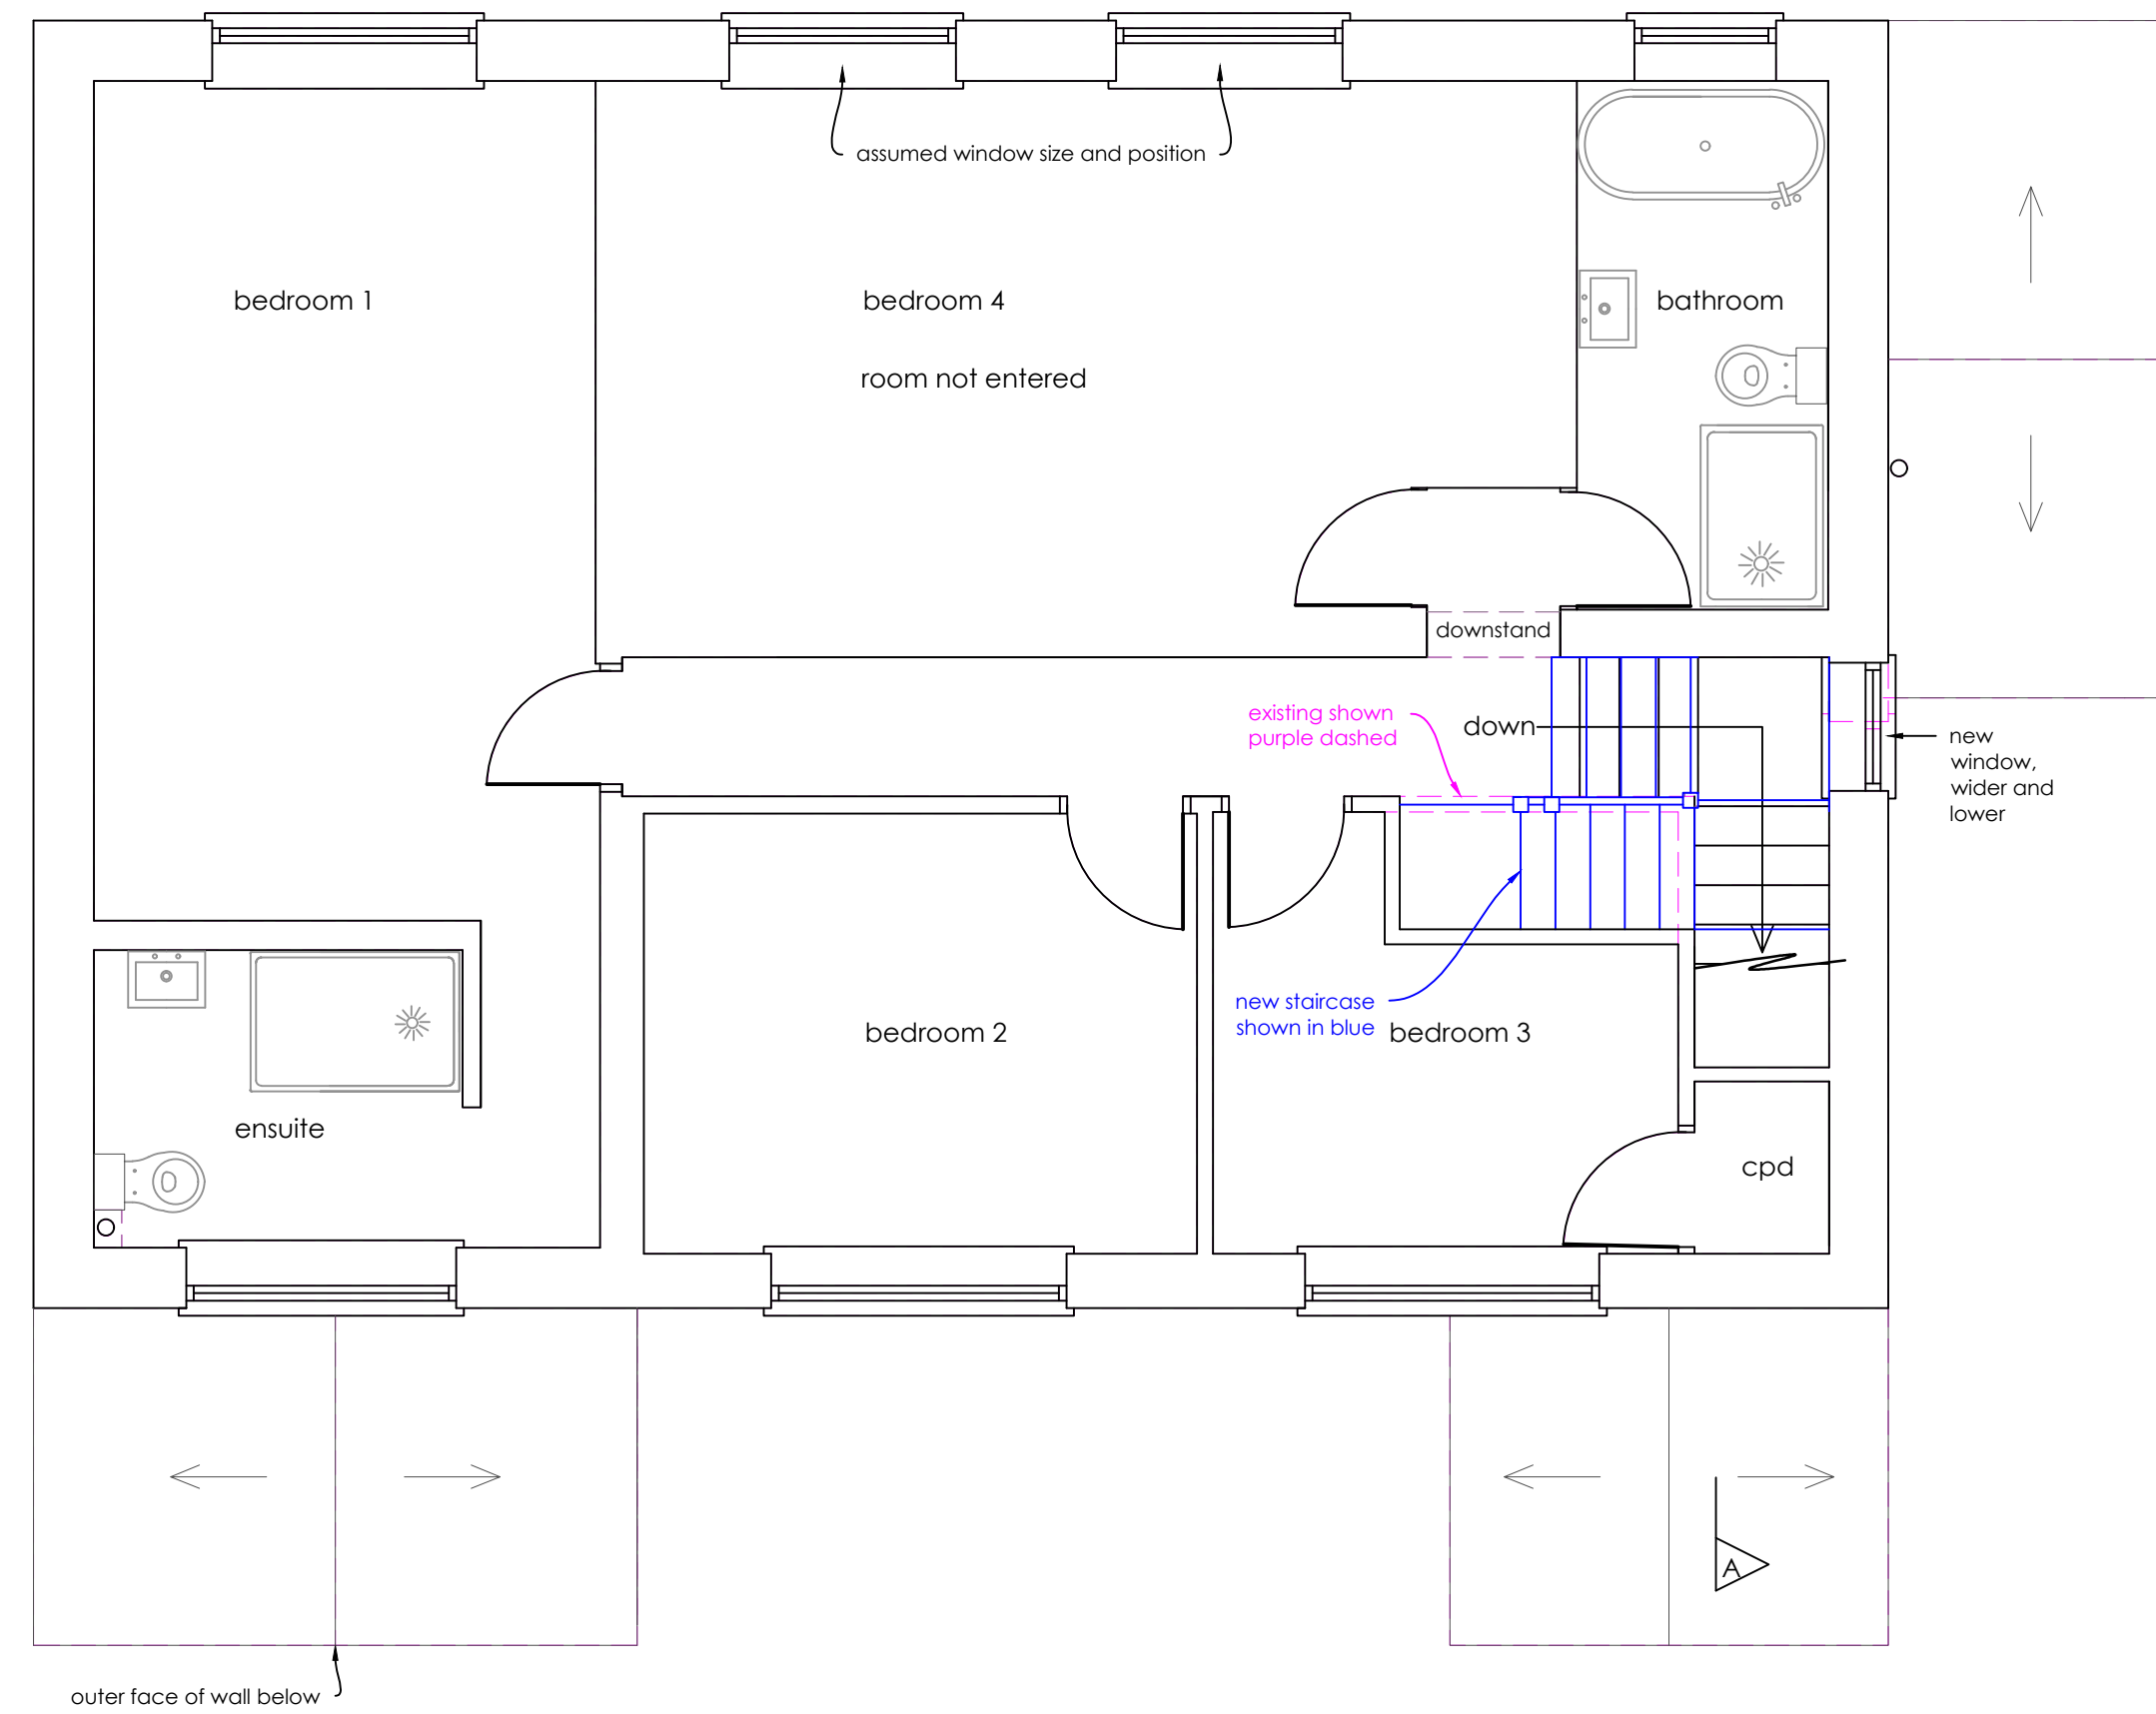 assumed window size and position
bedroom 1
bedroom 4
bathroom
room not entered
downstand
existing shown
purple dashed
down
new
window,
wider and
lower
new staircase
shown in blue
bedroom 2
bedroom 3
ensuite
cpd
A
outer face of wall below